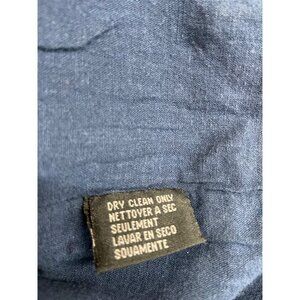 DRY CLEAN ONLY
NETTOYER A SEC
SEULEMENT
LAVAR EN SECO
SOUAMENTE